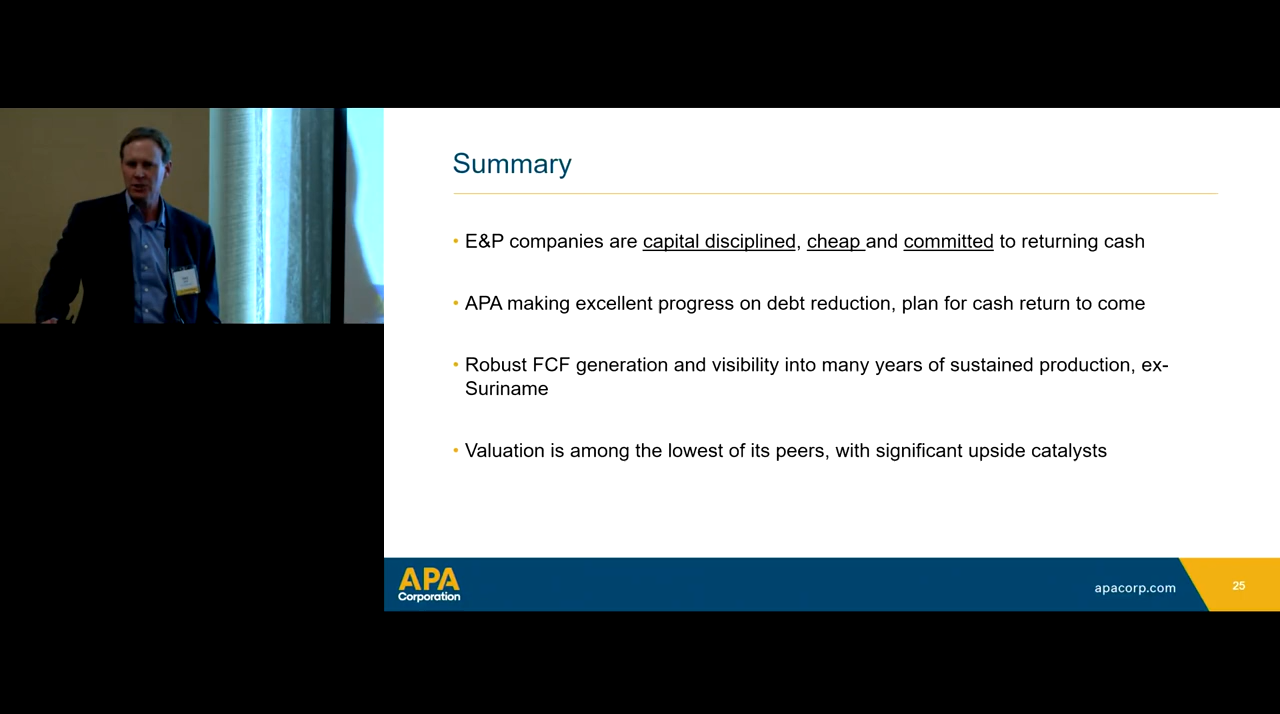 Summary
• E&P companies are capital disciplined, cheap and committed to returning cash
• APA making excellent progress on debt reduction, plan for cash return to come
• Robust FCF generation and visibility into many years of sustained production, ex-
Suriname
• Valuation is among the lowest of its peers, with significant upside catalysts
APA
Corporation
apacorp.com
25